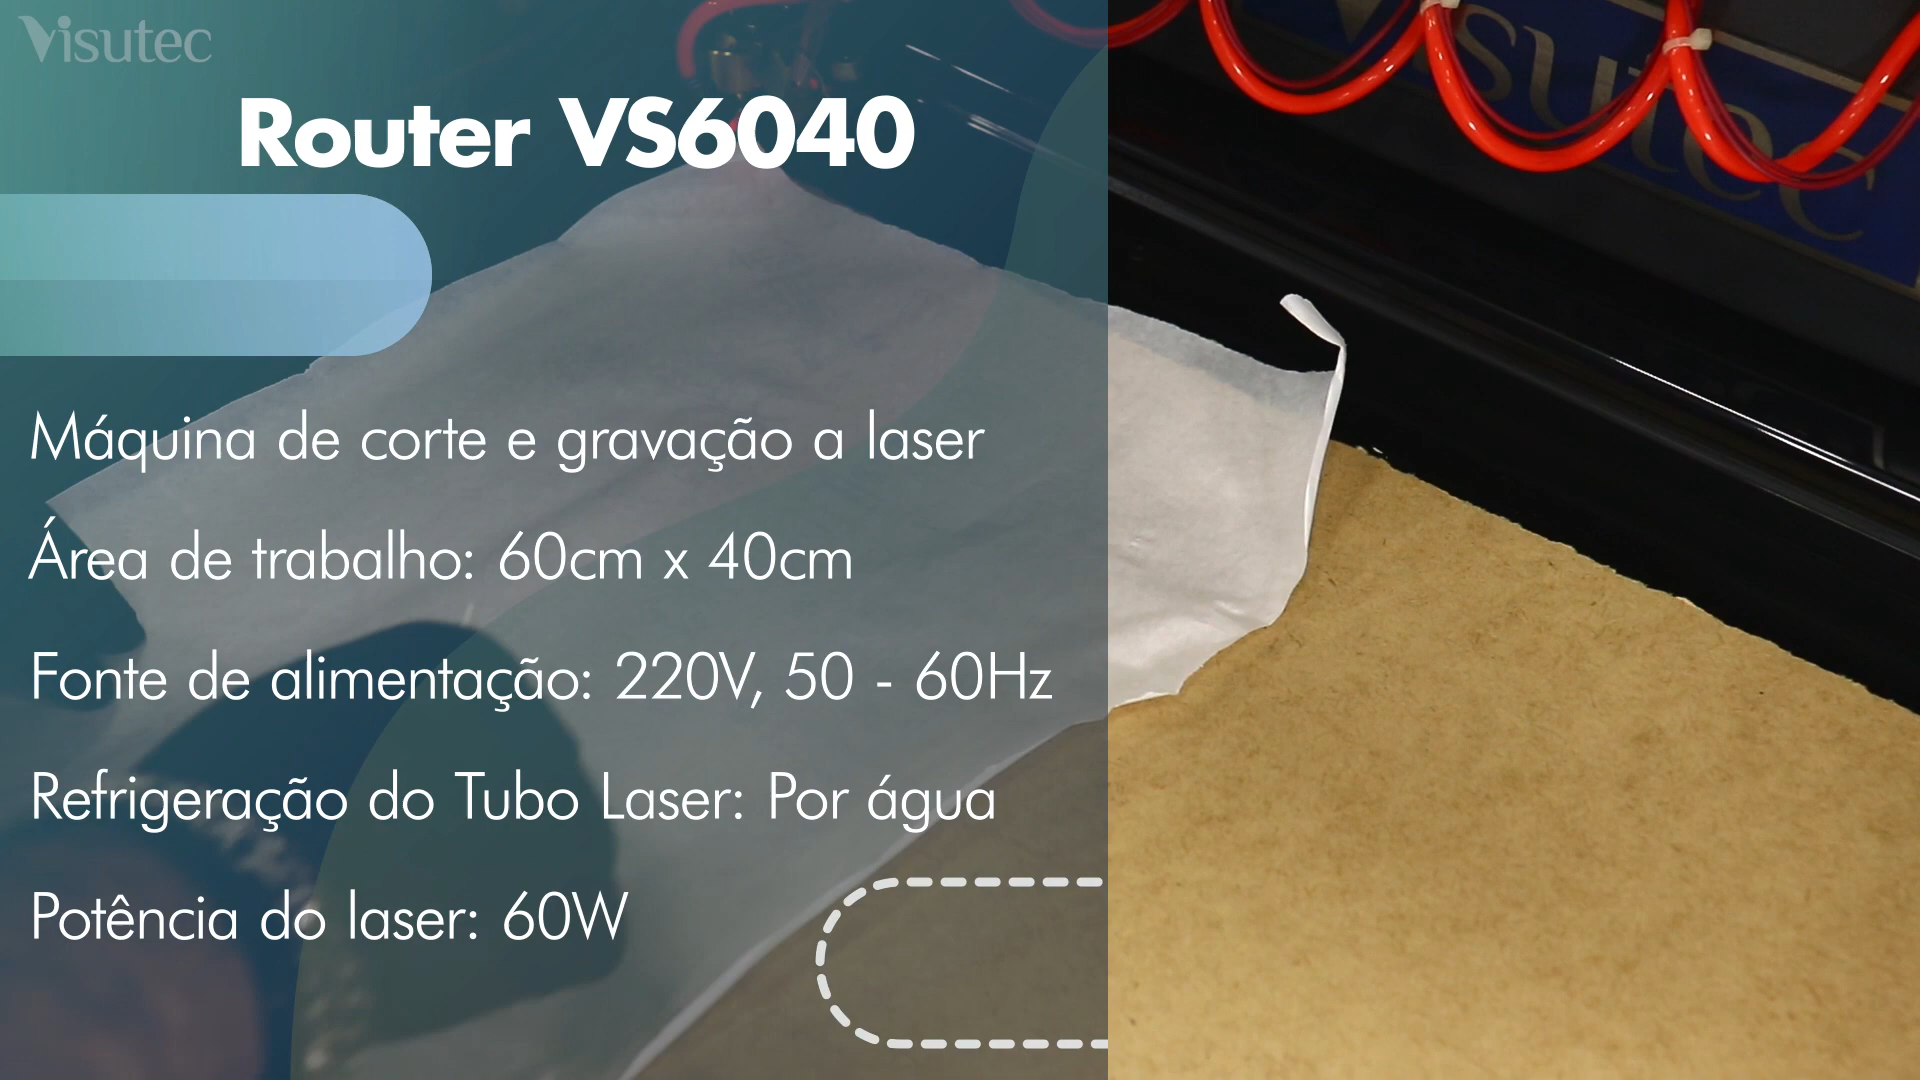 Visutec
Visutec
Router VS6040
Máquina de corte e gravação a laser
Área de trabalho: 60cm x 40cm
Fonte de alimentação: 220V, 50 - 60Hz
Refrigeração do Tubo Laser: Por água
Potência do laser: 60W